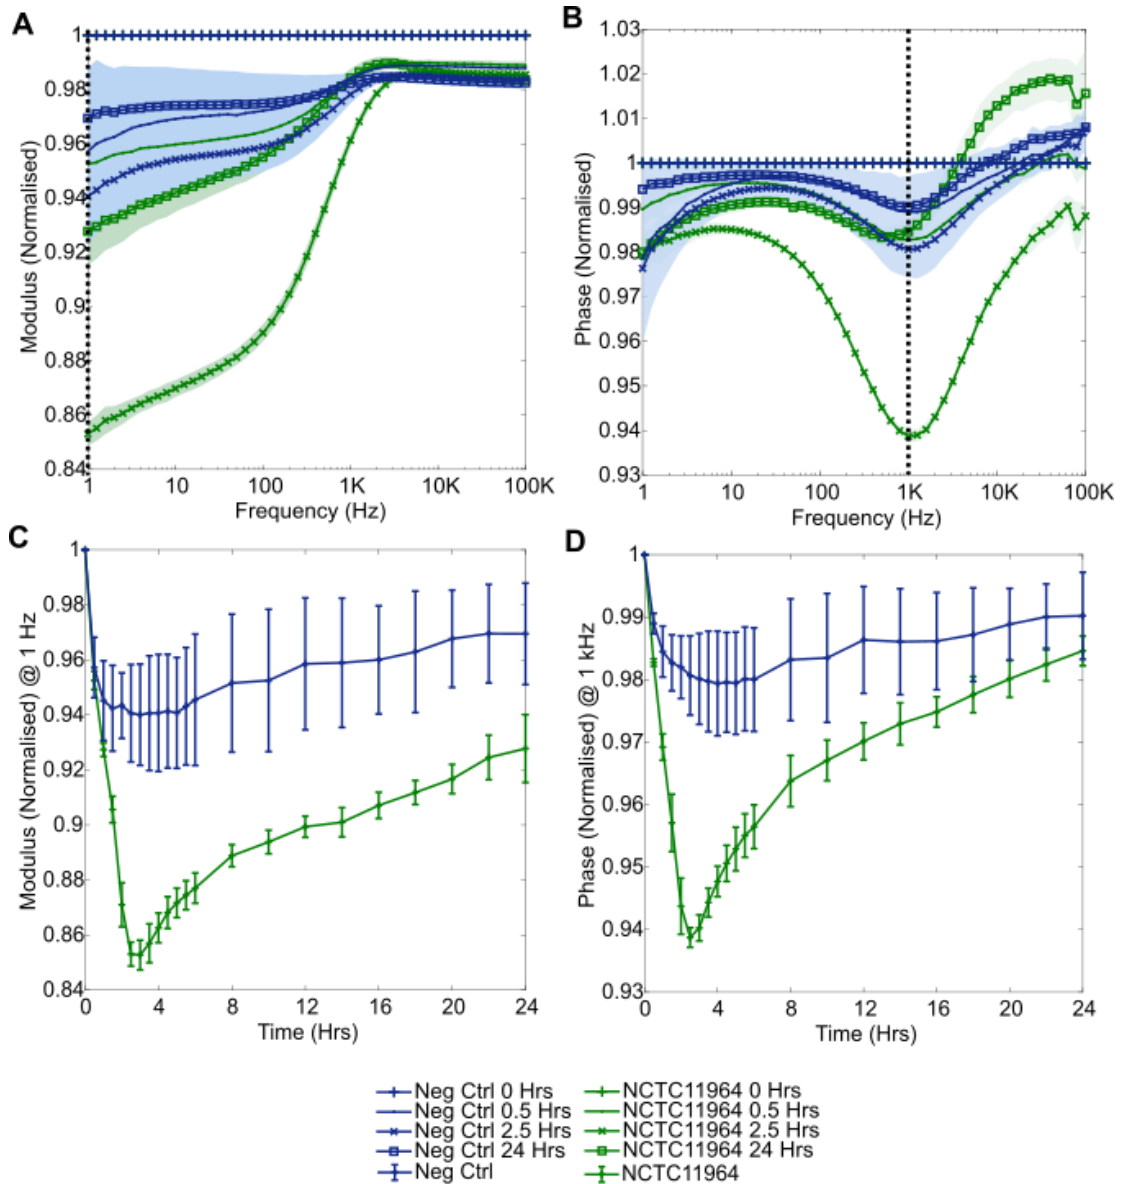 A
1
0.98
0.96
0.94
0.92
0.9
0.88
0.86
0.84
Modulus (Normalised)
1 10 100 1K 10K 100K
Frequency (Hz)
B
1.03
1.02
1.01
1
0.99
0.98
0.97
0.96
0.95
0.94
0.93
Phase (Normalised)
1 10 100 1K 10K 100K
Frequency (Hz)
C
1
0.98
0.96
0.94
0.92
0.9
0.88
0.86
0.84
Modulus (Normalised) @ 1 Hz
0 4 8 12 16 20 24
Time (Hrs)
D
1
0.99
0.98
0.97
0.96
0.95
0.94
0.93
Phase (Normalised) @ 1 kHz
0 4 8 12 16 20 24
Time (Hrs)
Neg Ctrl 0 Hrs
Neg Ctrl 0.5 Hrs
Neg Ctrl 2.5 Hrs
Neg Ctrl 24 Hrs
Neg Ctrl
NCTC11964 0 Hrs
NCTC11964 0.5 Hrs
NCTC11964 2.5 Hrs
NCTC11964 24 Hrs
NCTC11964